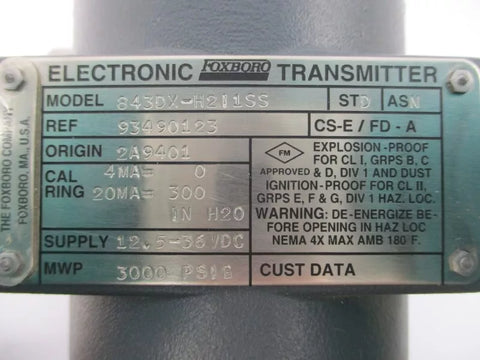 ELECTRONIC FOXBORO TRANSMITTER
MODEL 843DX-H2I1SS STD ASN
REF 93490123 CS-E / FD - A
ORIGIN 2A9401
CAL 4MA= 0
RING 20MA= 300
IN H2O
SUPPLY 12.5-36VDC
MWP 3000 PSIG
FM
APPROVED
EXPLOSION-PROOF
FOR CL I, GRPS B, C
& D, DIV 1 AND DUST
IGNITION-PROOF FOR CL II,
GRPS E, F & G, DIV 1 HAZ. LOC.
WARNING: DE-ENERGIZE BE-
FORE OPENING IN HAZ LOC
NEMA 4X MAX AMB 180 F.
CUST DATA
THE FOXBORO COMPANY
FOXBORO, MA., U.S.A.